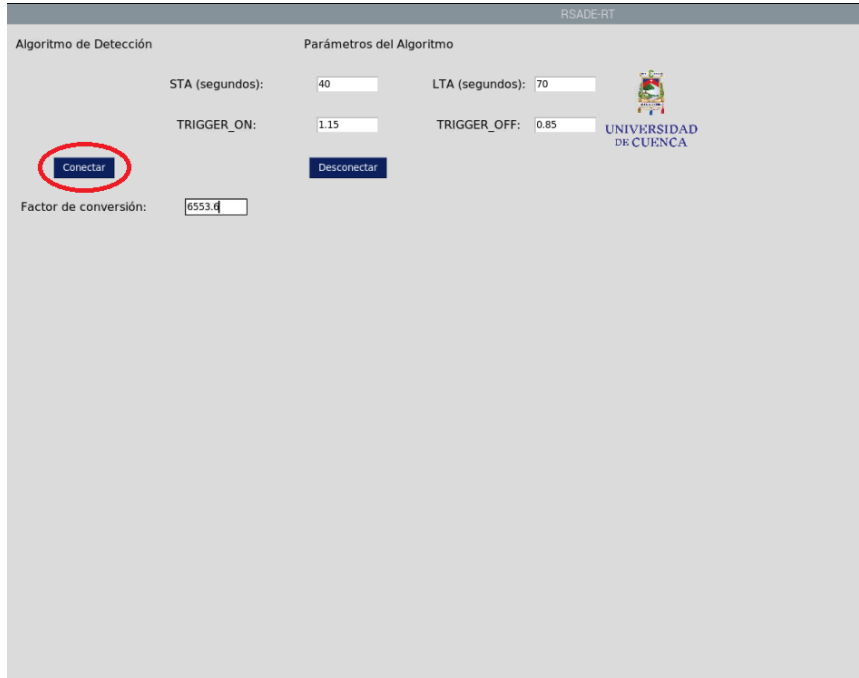 RSADE-RT
Algoritmo de Detección Parámetros del Algoritmo
STA (segundos): 40 LTA (segundos): 70
TRIGGER_ON: 1.15 TRIGGER_OFF: 0.85
UNIVERSIDAD
DE CUENCA
Conectar Desconectar
Factor de conversión: 6553.6